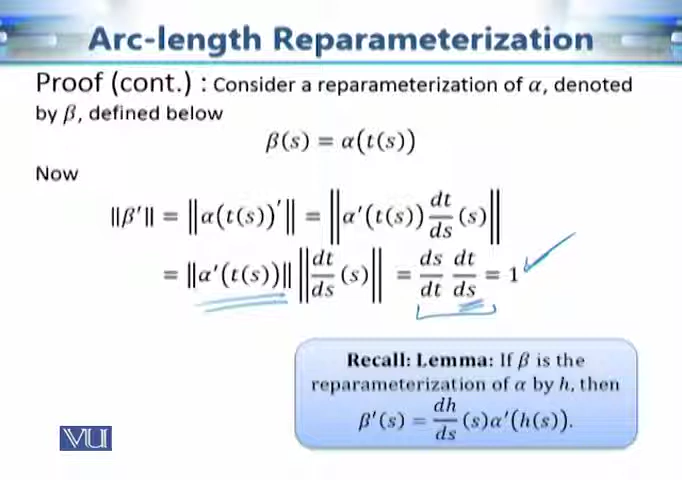 Arc-length Reparameterization
Proof (cont.) : Consider a reparameterization of α, denoted
by β, defined below
β(s) = α(t(s))
Now
‖β′‖ = ‖α(t(s))′‖ = ‖α′(t(s)) dt/ds (s)‖
= ‖α′(t(s))‖ ‖dt/ds (s)‖ = ds/dt dt/ds = 1
Recall: Lemma: If β is the
reparameterization of α by h, then
β′(s) = dh/ds (s)α′(h(s)).
VU